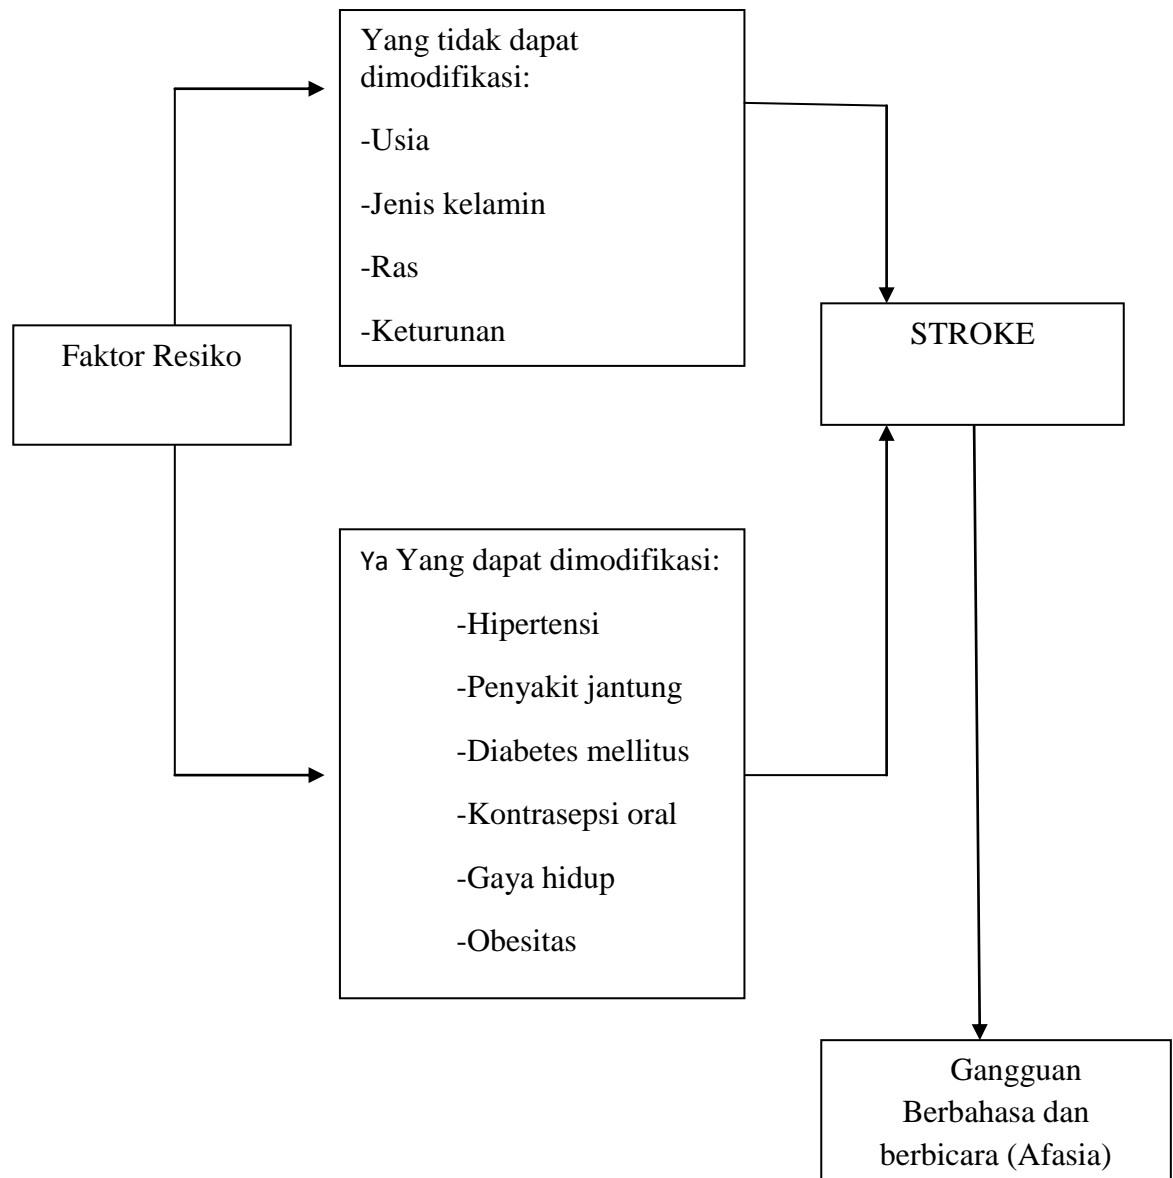 Yang tidak dapat
dimodifikasi:
-Usia
-Jenis kelamin
-Ras
-Keturunan
Faktor Resiko
STROKE
Ya Yang dapat dimodifikasi:
-Hipertensi
-Penyakit jantung
-Diabetes mellitus
-Kontrasepsi oral
-Gaya hidup
-Obesitas
Gangguan
Berbahasa dan
berbicara (Afasia)